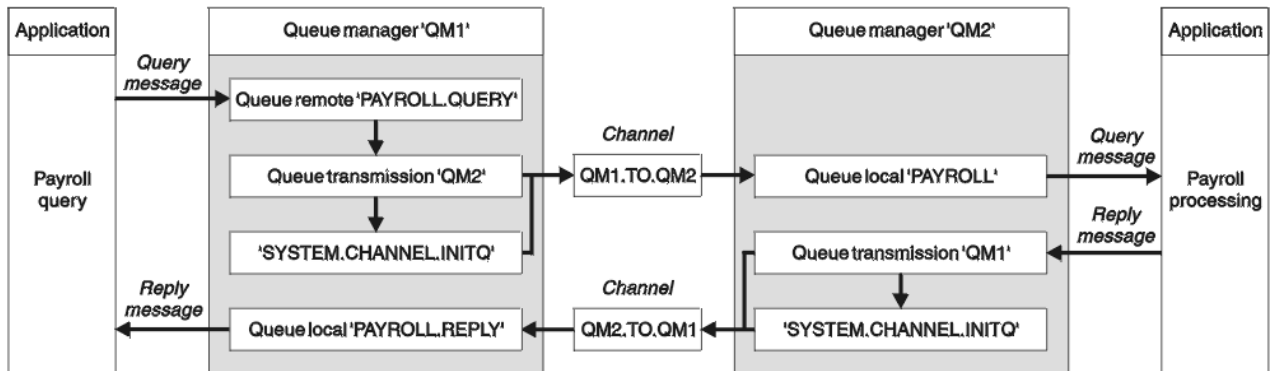 Application
Queue manager 'QM1'
Queue manager 'QM2'
Application
Query
message
Queue remote 'PAYROLL.QUERY'
Channel
Query
message
Payroll
query
Queue transmission 'QM2'
QM1.TO.QM2
Queue local 'PAYROLL'
Payroll
processing
Reply
message
'SYSTEM.CHANNEL.INITQ'
Queue transmission 'QM1'
Reply
message
Channel
Queue local 'PAYROLL.REPLY'
QM2.TO.QM1
'SYSTEM.CHANNEL.INITQ'